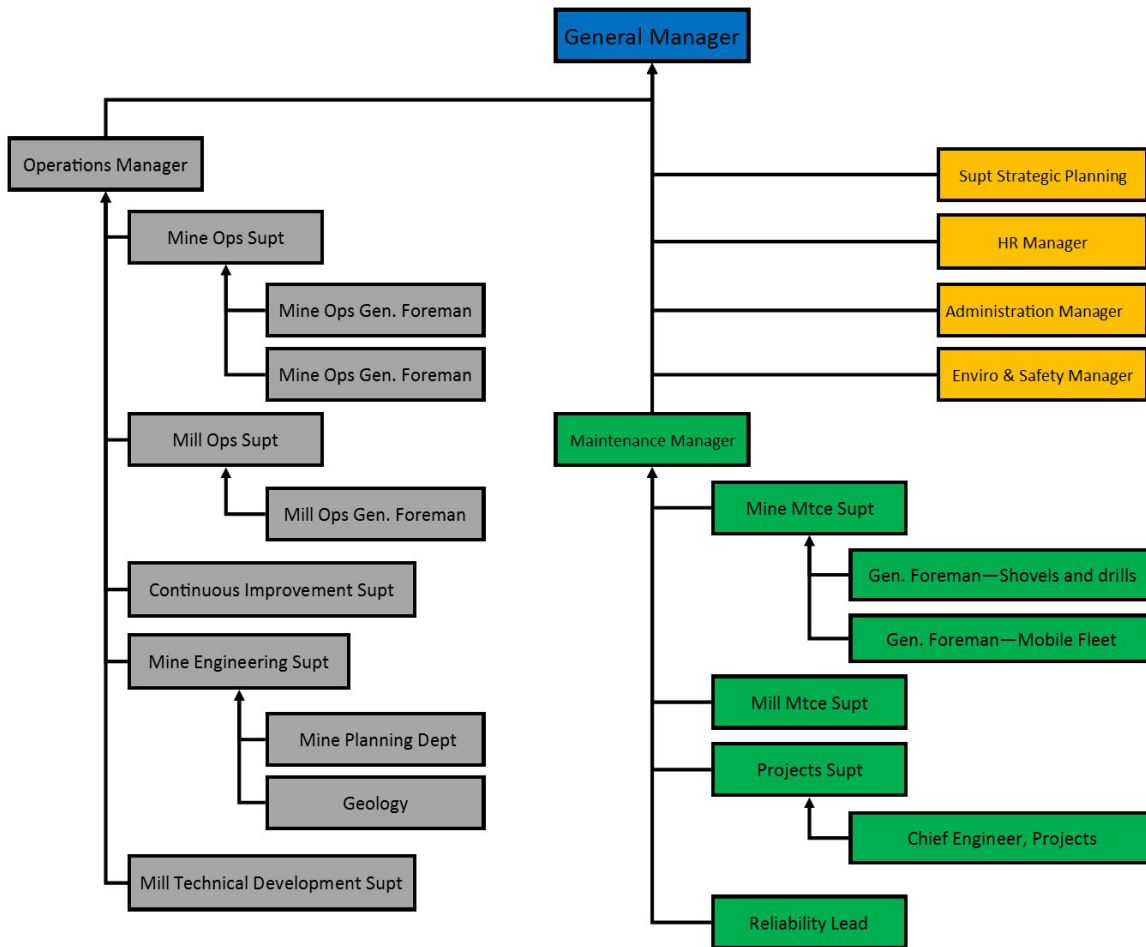 General Manager
Operations Manager
Supt Strategic Planning
Mine Ops Supt
HR Manager
Mine Ops Gen. Foreman
Administration Manager
Mine Ops Gen. Foreman
Enviro & Safety Manager
Mill Ops Supt
Maintenance Manager
Mine Mtce Supt
Mill Ops Gen. Foreman
Gen. Foreman—Shovels and drills
Continuous Improvement Supt
Gen. Foreman—Mobile Fleet
Mine Engineering Supt
Mill Mtce Supt
Mine Planning Dept
Projects Supt
Geology
Chief Engineer, Projects
Mill Technical Development Supt
Reliability Lead